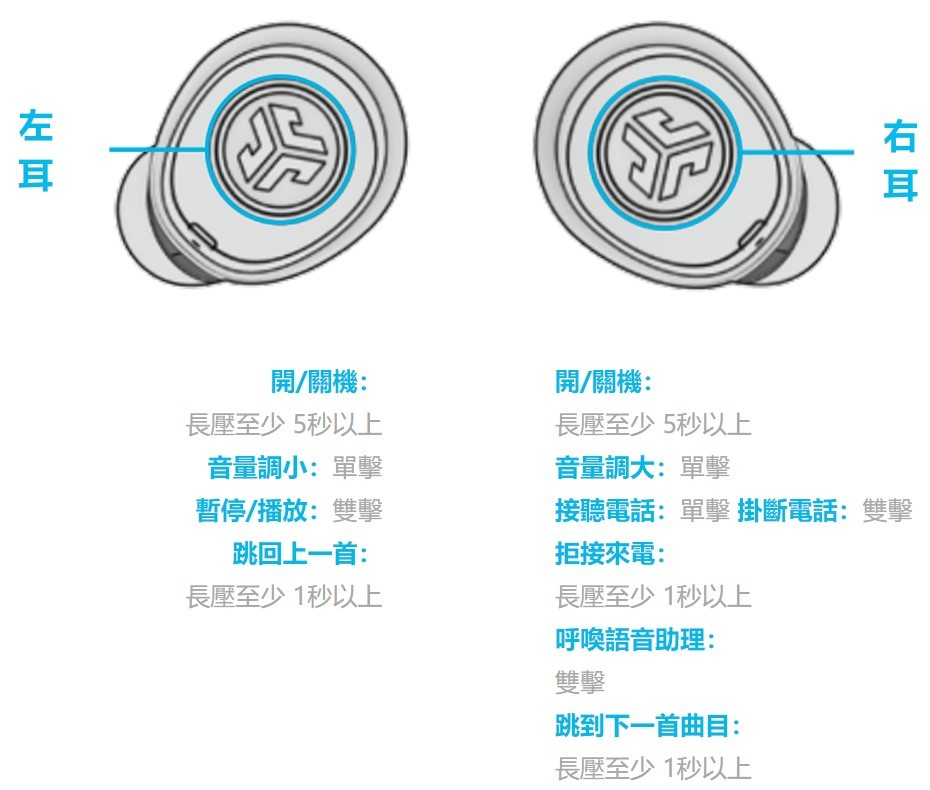 左耳
右耳
開/關機：
長壓至少 5秒以上
音量調小：單擊
暫停/播放：雙擊
跳回上一首：
長壓至少 1秒以上
開/關機：
長壓至少 5秒以上
音量調大：單擊
接聽電話：單擊 掛斷電話：雙擊
拒接來電：
長壓至少 1秒以上
呼喚語音助理：
雙擊
跳到下一首曲目：
長壓至少 1秒以上